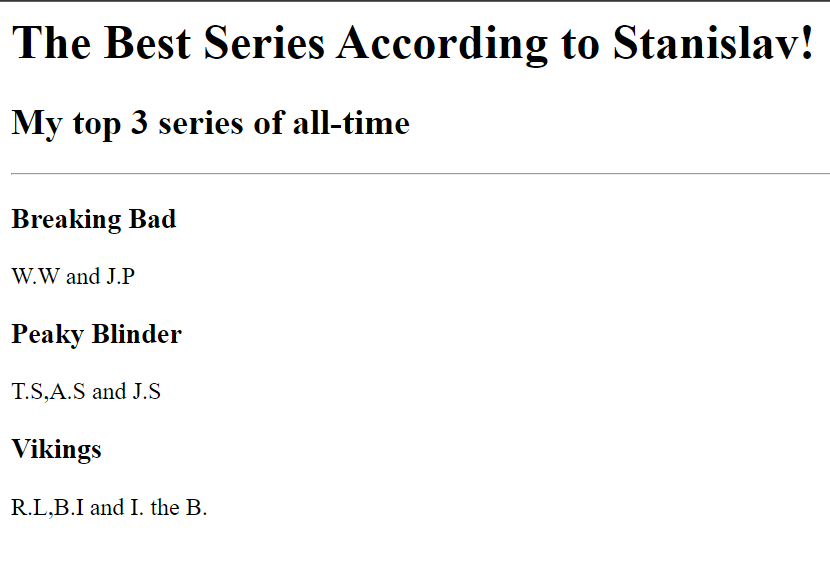 The Best Series According to Stanislav!
My top 3 series of all-time
Breaking Bad
W.W and J.P
Peaky Blinder
T.S,A.S and J.S
Vikings
R.L,B.I and I. the B.